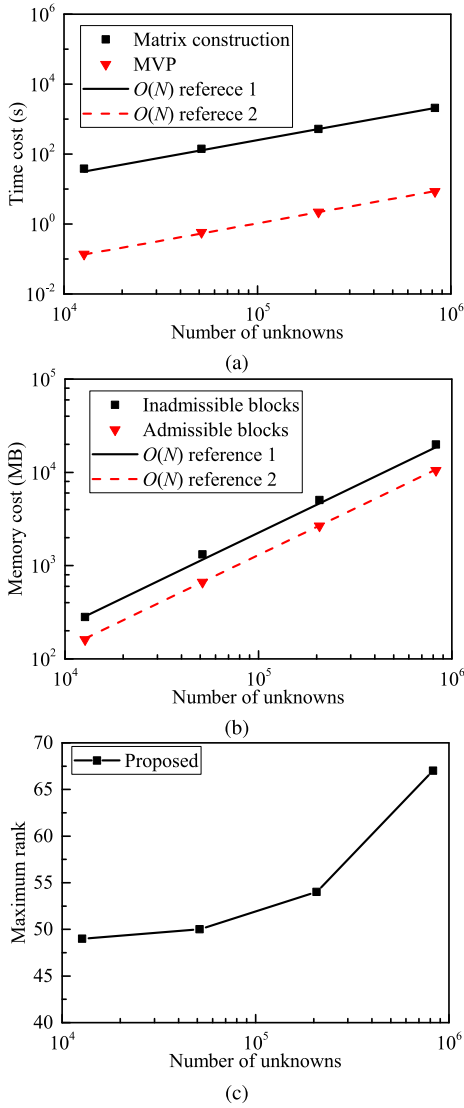 10^6
10^4
10^2
10^0
10^-2
Time cost (s)
Matrix construction
MVP
O(N) referece 1
O(N) referece 2
10^4 10^5 10^6
Number of unknowns
(a)
10^5
10^4
10^3
10^2
Memory cost (MB)
Inadmissible blocks
Admissible blocks
O(N) reference 1
O(N) reference 2
10^4 10^5 10^6
Number of unknowns
(b)
70
65
60
55
50
45
40
Maximum rank
Proposed
10^4 10^5 10^6
Number of unknowns
(c)